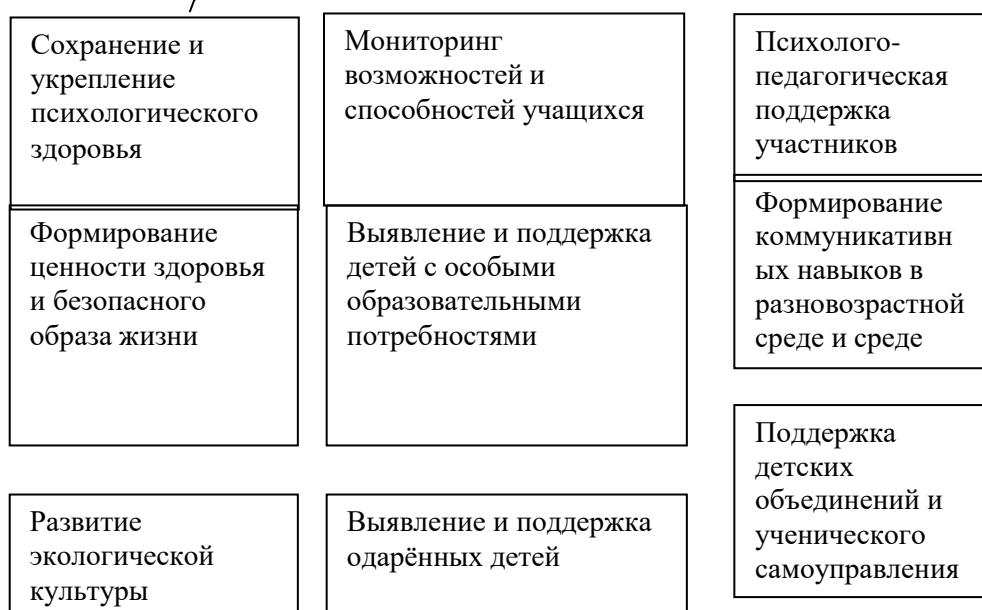 Сохранение и
укрепление
психологического
здоровья
Мониторинг
возможностей и
способностей учащихся
Психолого-
педагогическая
поддержка
участников
Формирование
ценности здоровья
и безопасного
образа жизни
Выявление и поддержка
детей с особыми
образовательными
потребностями
Формирование
коммуникативн
ых навыков в
разновозрастной
среде и среде
Развитие
экологической
культуры
Выявление и поддержка
одарённых детей
Поддержка
детских
объединений и
ученического
самоуправления